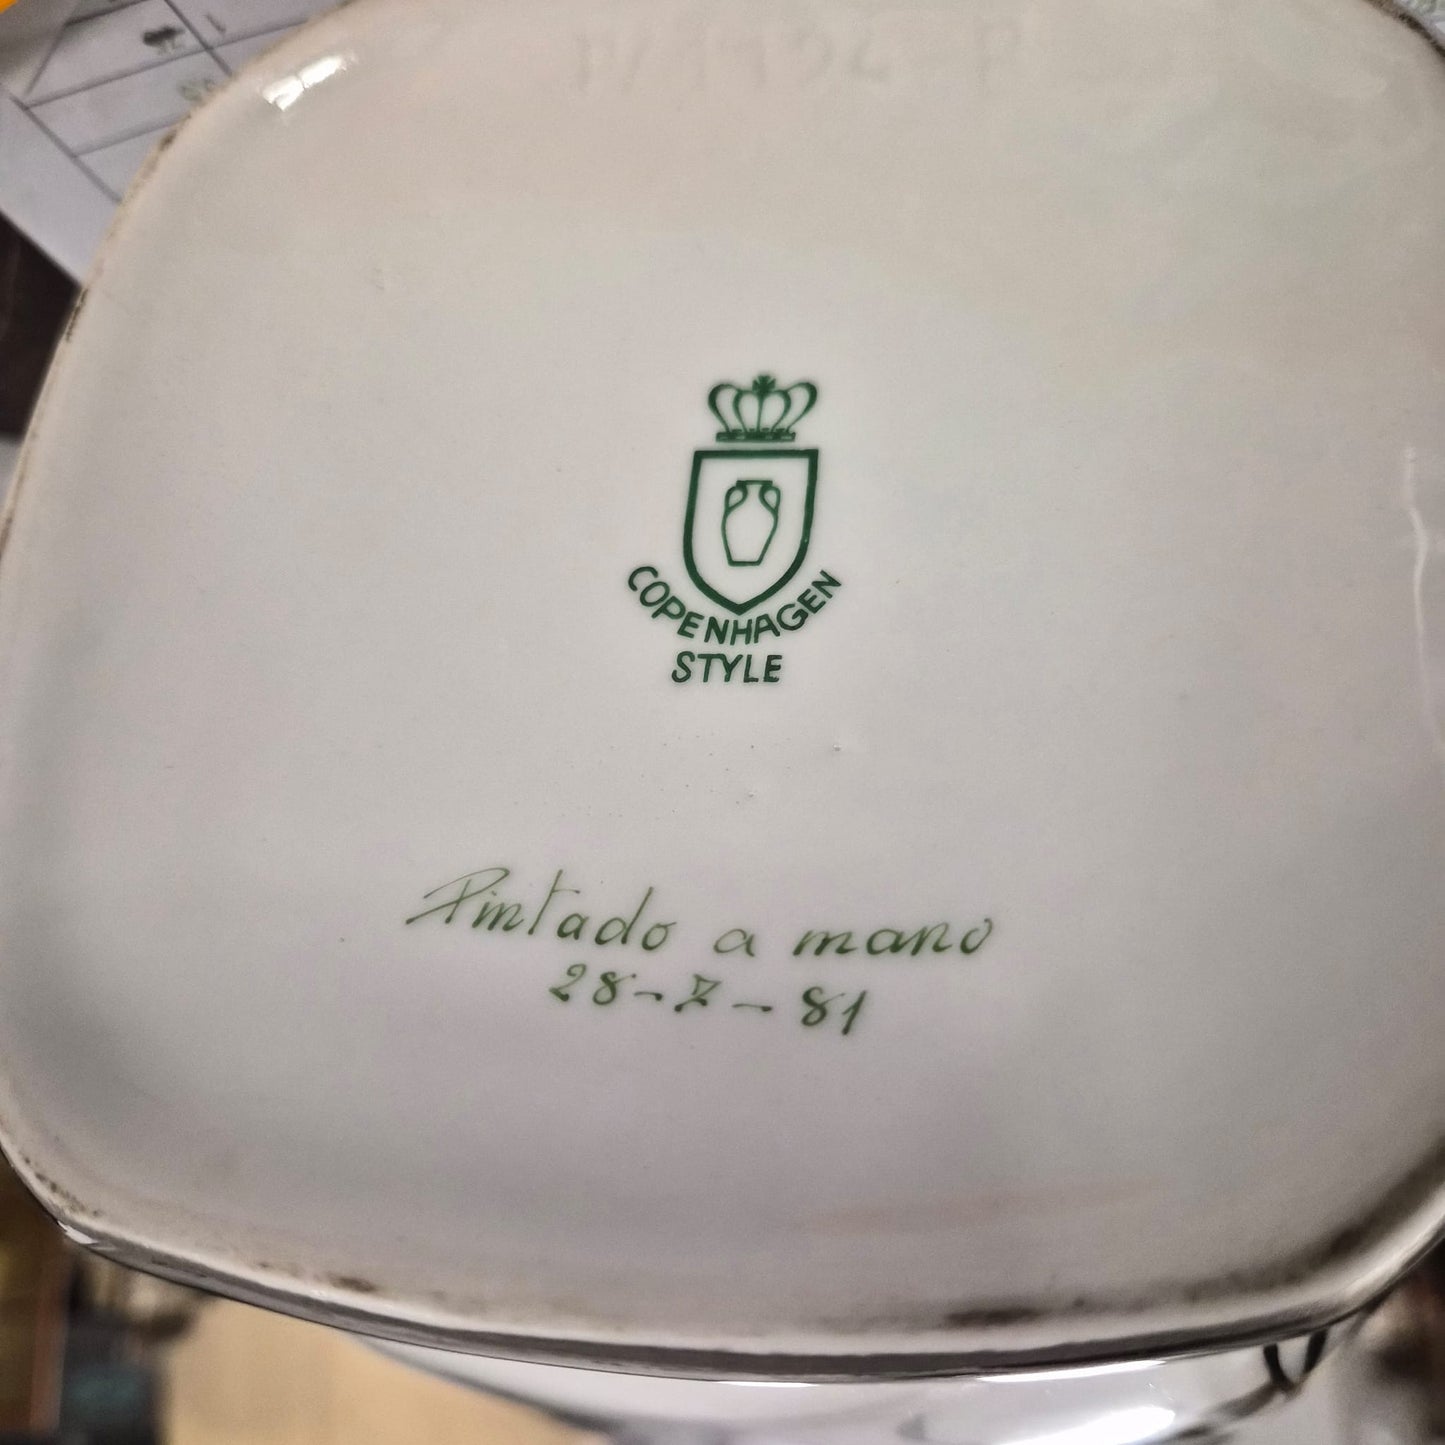 COPENHAGEN
STYLE
Pintado a mano
28-7-81